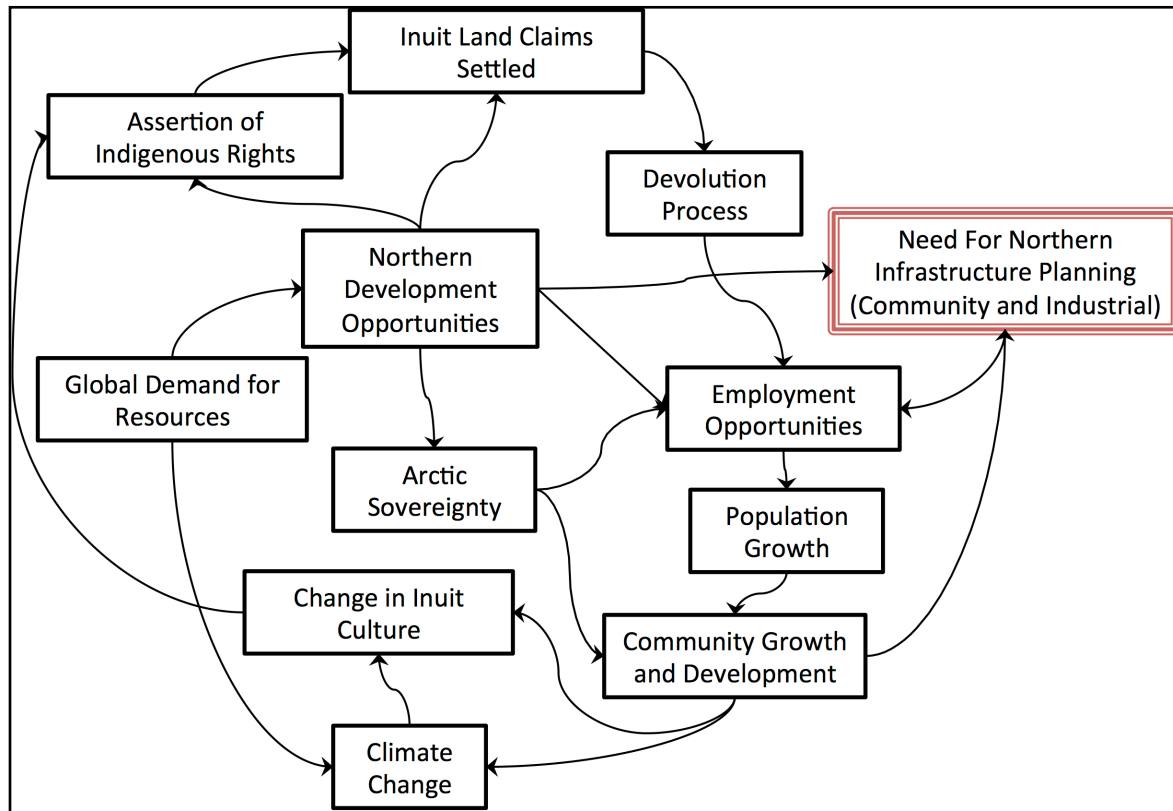 Inuit Land Claims
Settled
Assertion of
Indigenous Rights
Devolution
Process
Need For Northern
Infrastructure Planning
(Community and Industrial)
Northern
Development
Opportunities
Global Demand for
Resources
Employment
Opportunities
Arctic
Sovereignty
Population
Growth
Change in Inuit
Culture
Community Growth
and Development
Climate
Change